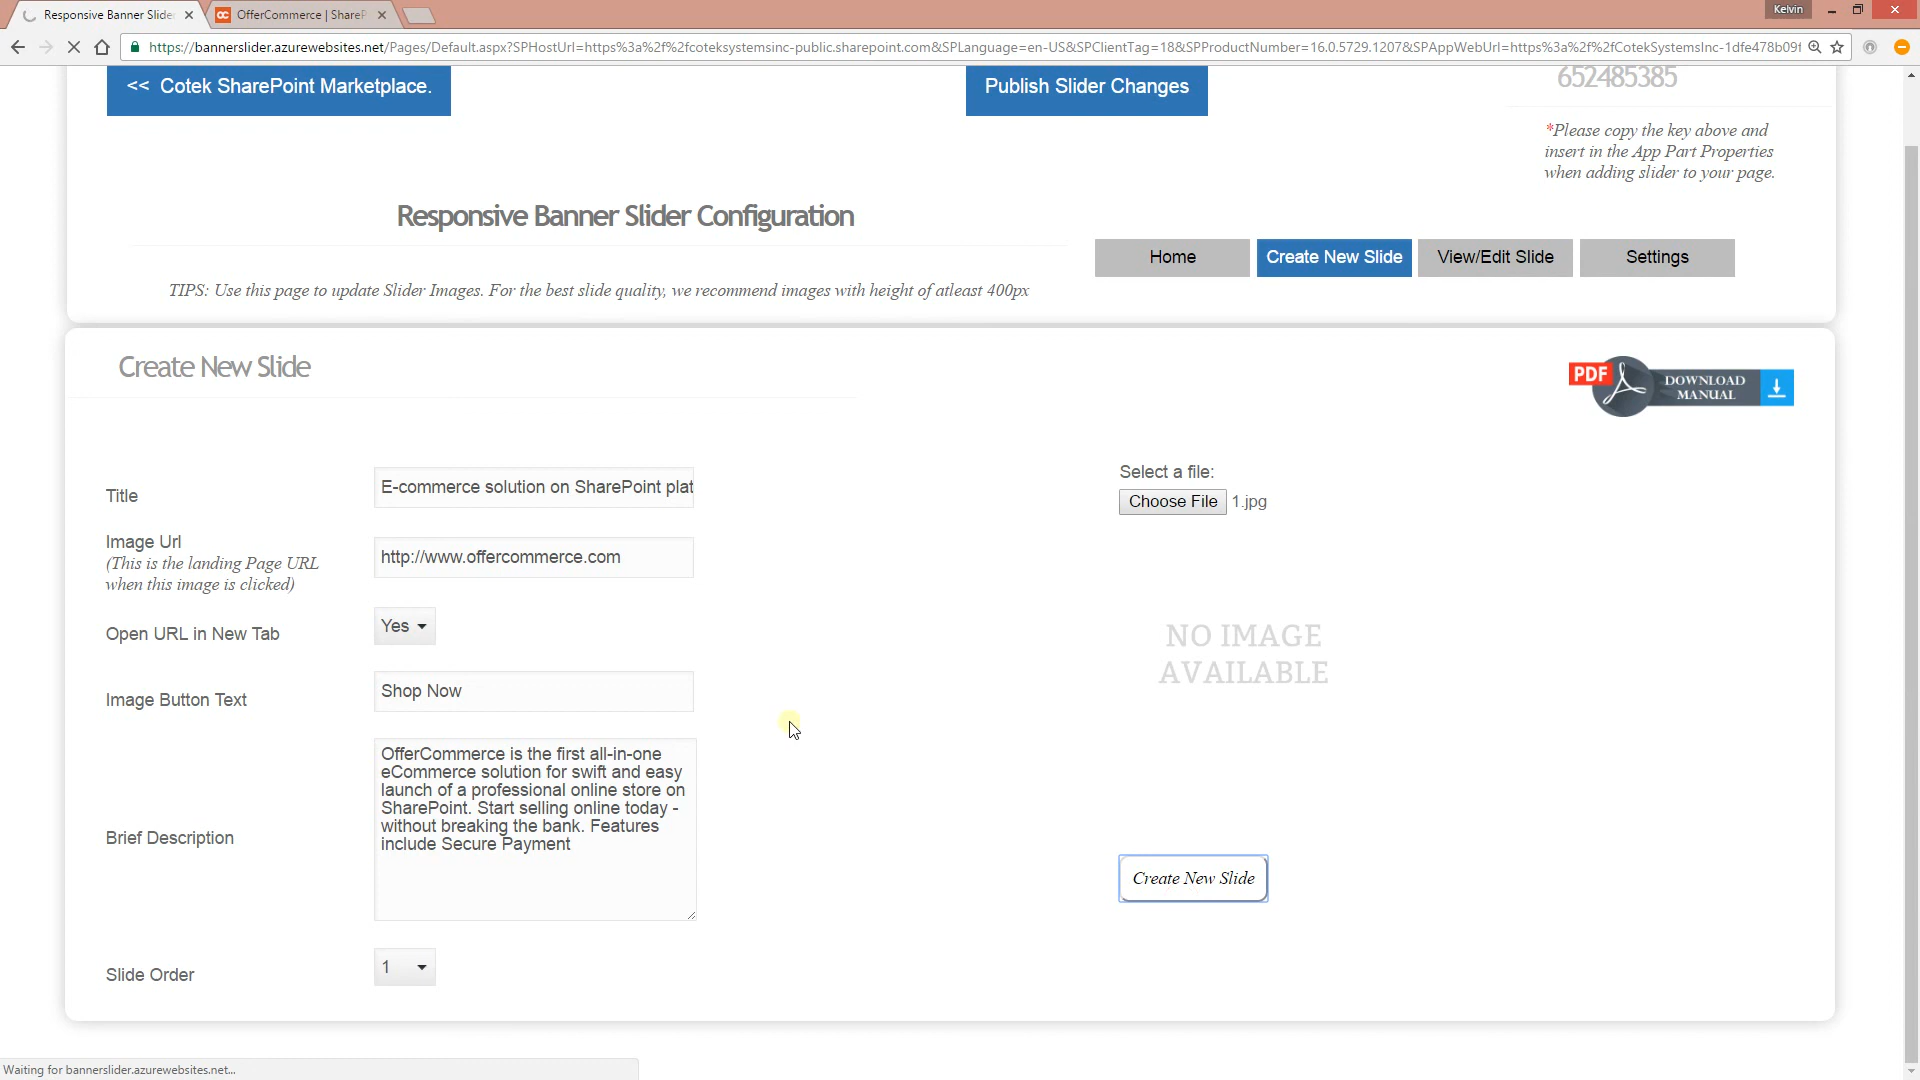 Responsive Banner Slide
OfferCommerce | ShareP
Kelvin
https://bannerslider.azurewebsites.net/Pages/Default.aspx?SPHostUrl=https%3a%2f%2fcoteksystemsinc-public.sharepoint.com&SPLanguage=en-US&SPClientTag=18&SPProductNumber=16.0.5729.1207&SPAppWebUrl=https%3a%2f%2fCotekSystemsInc-1dfe478b09f
<< Cotek SharePoint Marketplace.
Publish Slider Changes
652485385
*Please copy the key above and
insert in the App Part Properties
when adding slider to your page.
Responsive Banner Slider Configuration
Home
Create New Slide
View/Edit Slide
Settings
TIPS: Use this page to update Slider Images. For the best slide quality, we recommend images with height of atleast 400px
Create New Slide
PDF
DOWNLOAD
MANUAL
Title
E-commerce solution on SharePoint plat
Select a file:
Choose File 1.jpg
Image Url
(This is the landing Page URL
when this image is clicked)
http://www.offercommerce.com
Open URL in New Tab
Yes
NO IMAGE
AVAILABLE
Image Button Text
Shop Now
Brief Description
OfferCommerce is the first all-in-one
eCommerce solution for swift and easy
launch of a professional online store on
SharePoint. Start selling online today -
without breaking the bank. Features
include Secure Payment
Create New Slide
Slide Order
1
Waiting for bannerslider.azurewebsites.net...